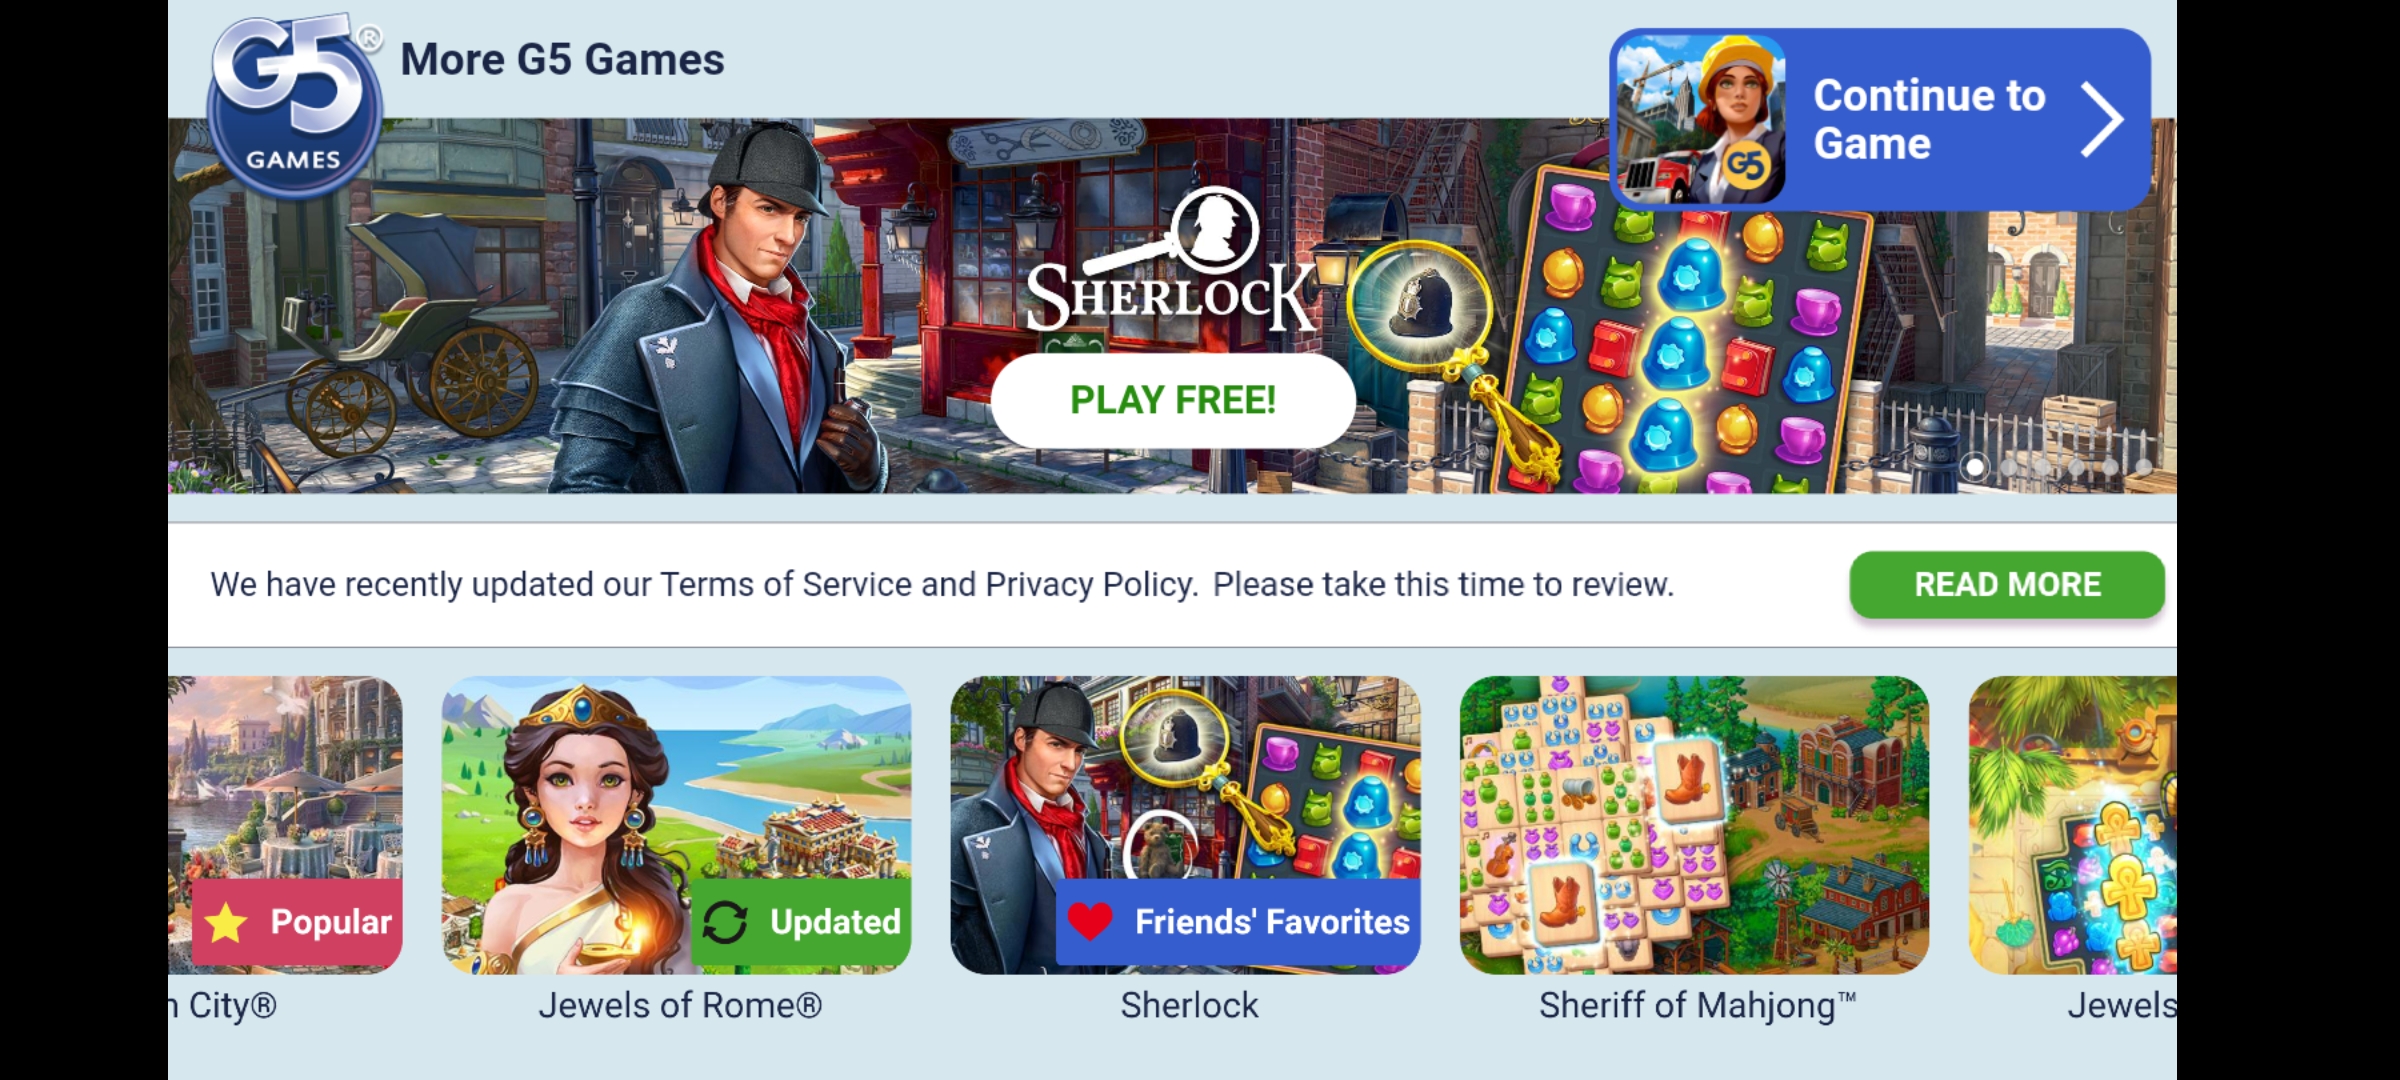 G5®
GAMES
More G5 Games
Continue to
Game
G5
SHERLOCK
PLAY FREE!
We have recently updated our Terms of Service and Privacy Policy. Please take this time to review.
READ MORE
Popular
Updated
Friends' Favorites
City®
Jewels of Rome®
Sherlock
Sheriff of Mahjong™
Jewels